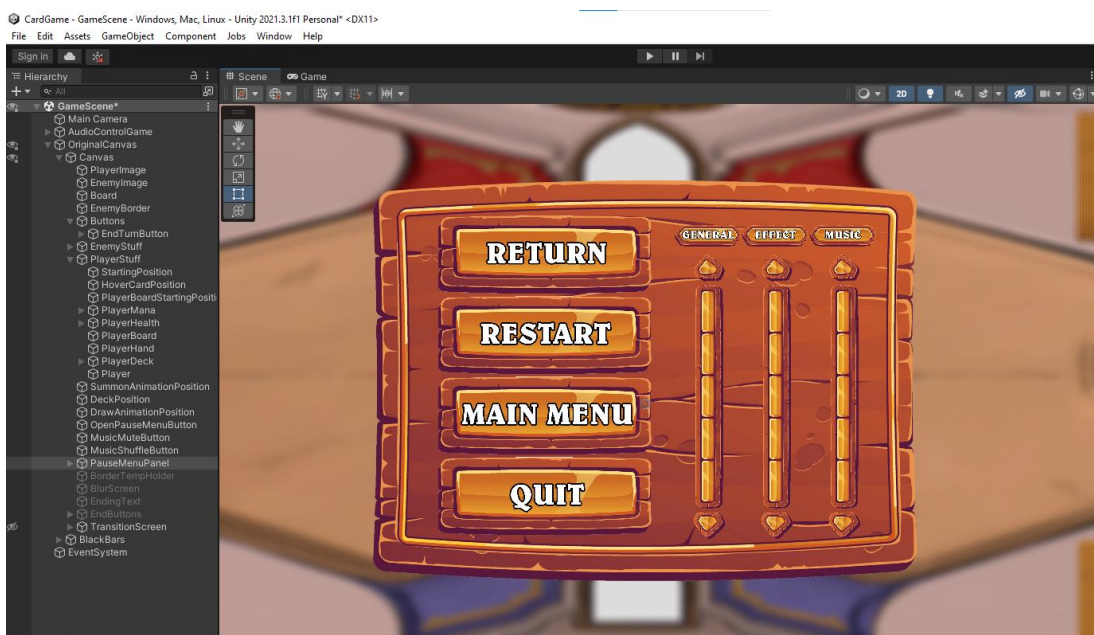 CardGame - GameScene - Windows, Mac, Linux - Unity 2021.3.1f1 Personal* <DX11>
File Edit Assets GameObject Component Jobs Window Help
Sign in
Hierarchy
Scene Game
All
2D
GameScene*
Main Camera
AudioControlGame
OriginalCanvas
Canvas
PlayerImage
EnemyImage
Board
EnemyBorder
Buttons
EndTurnButton
EnemyStuff
PlayerStuff
StartingPosition
HoverCardPosition
PlayerBoardStartingPositi
PlayerMana
PlayerHealth
PlayerBoard
PlayerHand
PlayerDeck
Player
SummonAnimationPosition
DeckPosition
DrawAnimationPosition
OpenPauseMenuButton
MusicMuteButton
MusicShuffleButton
PauseMenuPanel
BorderTempHolder
BlurScreen
EndingText
EndButtons
TransitionScreen
BlackBars
EventSystem
RETURN
RESTART
MAIN MENU
QUIT
GENERAL EFFECT MUSIC